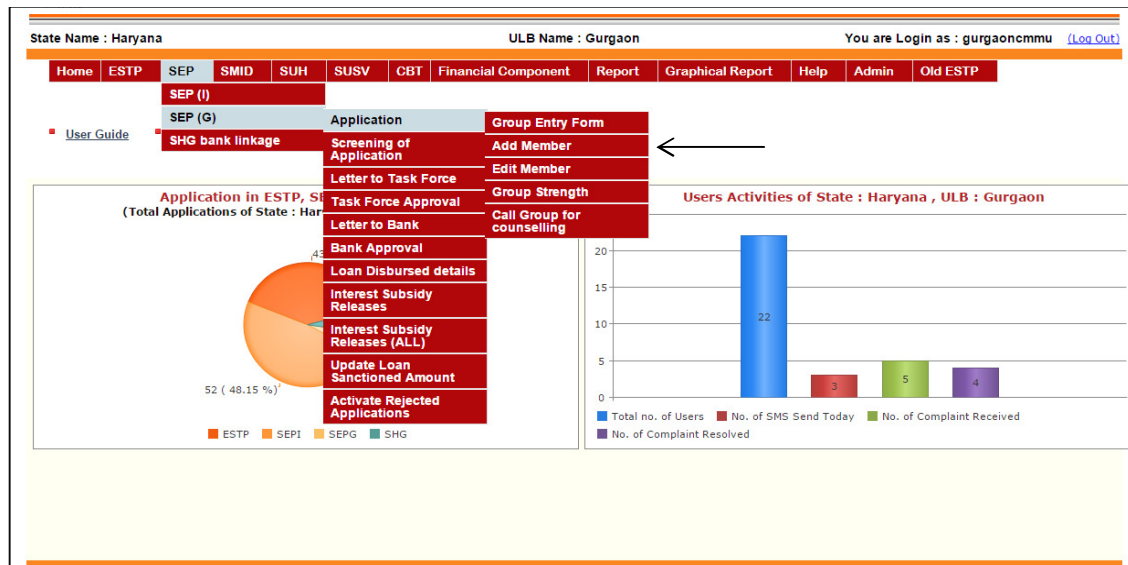 State Name : Haryana
ULB Name : Gurgaon
You are Login as : gurgaoncmmu (Log Out)
Home ESTP SEP SMID SUH SUSV CBT Financial Component Report Graphical Report Help Admin Old ESTP
SEP (I)
SEP (G)
SHG bank linkage
User Guide
Application
Screening of
Application
Letter to Task Force
Task Force Approval
Letter to Bank
Bank Approval
Loan Disbursed details
Interest Subsidy
Releases
Interest Subsidy
Releases (ALL)
Update Loan
Sanctioned Amount
Activate Rejected
Applications
Group Entry Form
Add Member
Edit Member
Group Strength
Call Group for
counselling
Application in ESTP,
(Total Applications of State :
43
52 ( 48.15 %)
ESTP SEPI SEPG SHG
Users Activities of State : Haryana , ULB : Gurgaon
20
15
10
5
0
22
3
5
4
Total no. of Users No. of SMS Send Today No. of Complaint Received
No. of Complaint Resolved